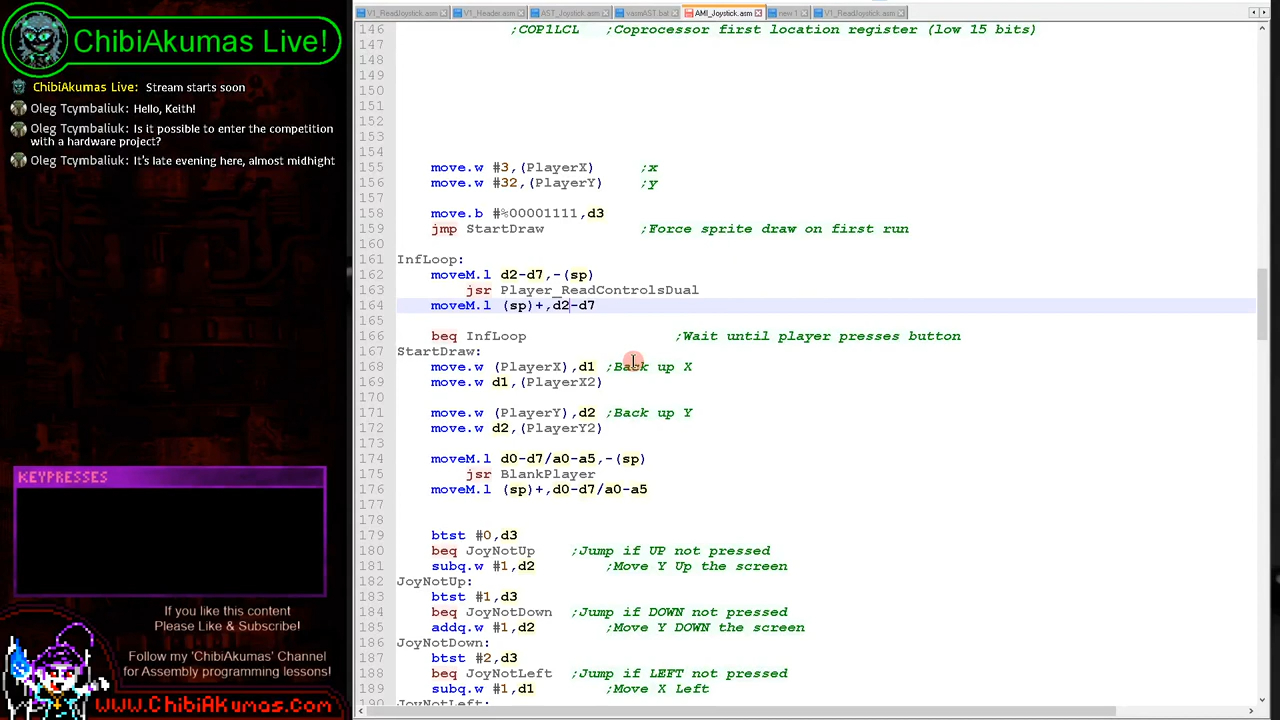 ChibiAkumas Live!
ChibiAkumas Live: Stream starts soon
Oleg Tcymbaliuk: Hello, Keith!
Oleg Tcymbaliuk: Is it possible to enter the competition
with a hardware project?
Oleg Tcymbaliuk: It's late evening here, almost midhight
KEYPRESSES
If you like this content
Please Like & Subscribe!
Follow my 'ChibiAkumas' Channel
for Assembly programming lessons!
www.ChibiAkumas.com
V1_ReadJoystick.asm V1_Header.asm AST_Joystick.asm vasmAST.bat AMI_Joystick.asm new 1 V1_ReadJoystick.asm
146 ;COP1LCL ;Coprocessor first location register (low 15 bits)
147
148
149
150
151
152
153
154
155 move.w #3,(PlayerX) ;x
156 move.w #32,(PlayerY) ;y
157
158 move.b #%00001111,d3
159 jmp StartDraw ;Force sprite draw on first run
160
161 InfLoop:
162 moveM.l d2-d7,-(sp)
163 jsr Player_ReadControlsDual
164 moveM.l (sp)+,d2-d7
165
166 beq InfLoop ;Wait until player presses button
167 StartDraw:
168 move.w (PlayerX),d1 ;Back up X
169 move.w d1,(PlayerX2)
170
171 move.w (PlayerY),d2 ;Back up Y
172 move.w d2,(PlayerY2)
173
174 moveM.l d0-d7/a0-a5,-(sp)
175 jsr BlankPlayer
176 moveM.l (sp)+,d0-d7/a0-a5
177
178
179 btst #0,d3
180 beq JoyNotUp ;Jump if UP not pressed
181 subq.w #1,d2 ;Move Y Up the screen
182 JoyNotUp:
183 btst #1,d3
184 beq JoyNotDown ;Jump if DOWN not pressed
185 addq.w #1,d2 ;Move Y DOWN the screen
186 JoyNotDown:
187 btst #2,d3
188 beq JoyNotLeft ;Jump if LEFT not pressed
189 subq.w #1,d1 ;Move X Left
190 JoyNotLeft: